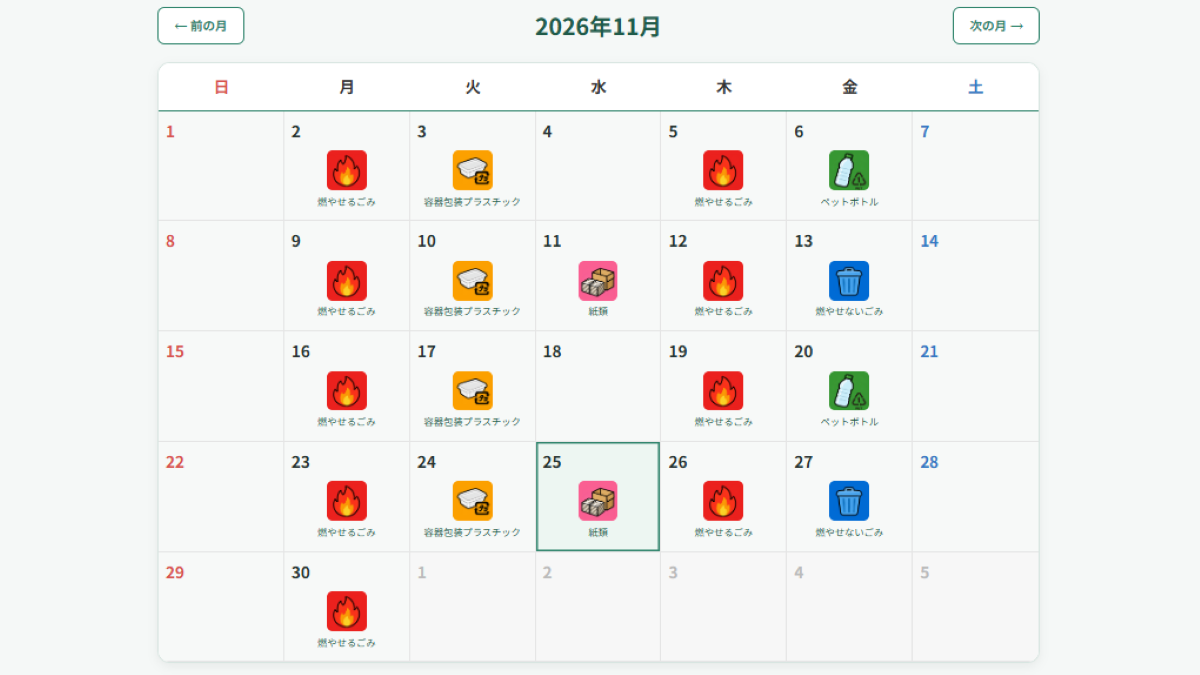 ← 前の月
2026年11月
次の月 →
日 月 火 水 木 金 土
1 2 3 4 5 6 7
燃やせるごみ 容器包装プラスチック 燃やせるごみ ペットボトル
8 9 10 11 12 13 14
燃やせるごみ 容器包装プラスチック 紙類 燃やせるごみ 燃やせないごみ
15 16 17 18 19 20 21
燃やせるごみ 容器包装プラスチック 燃やせるごみ ペットボトル
22 23 24 25 26 27 28
燃やせるごみ 容器包装プラスチック 紙類 燃やせるごみ 燃やせないごみ
29 30 1 2 3 4 5
燃やせるごみ